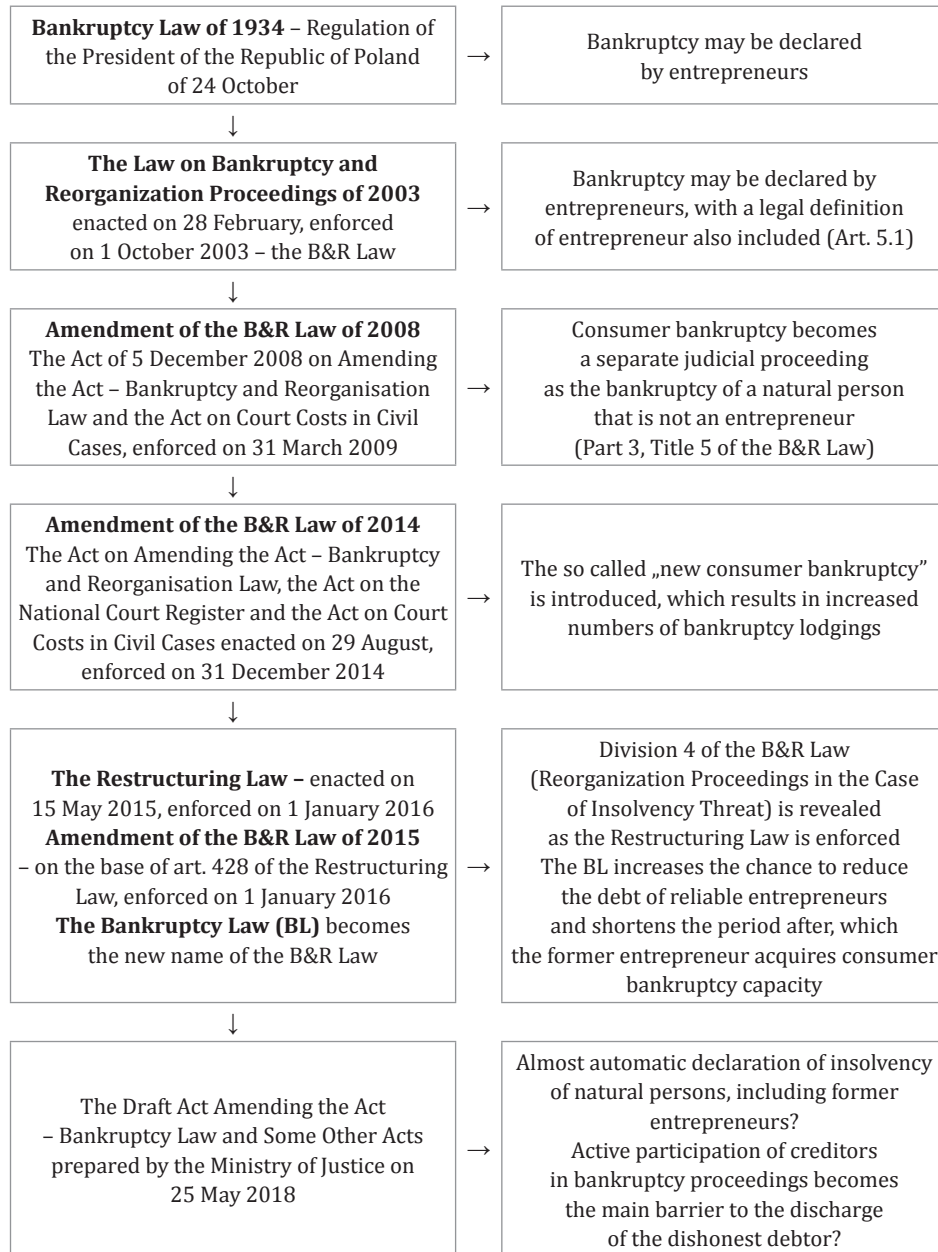 Bankruptcy Law of 1934 – Regulation of
the President of the Republic of Poland
of 24 October
→
Bankruptcy may be declared
by entrepreneurs
↓
The Law on Bankruptcy and
Reorganization Proceedings of 2003
enacted on 28 February, enforced
on 1 October 2003 – the B&R Law
→
Bankruptcy may be declared by
entrepreneurs, with a legal definition
of entrepreneur also included (Art. 5.1)
↓
Amendment of the B&R Law of 2008
The Act of 5 December 2008 on Amending
the Act – Bankruptcy and Reorganisation
Law and the Act on Court Costs in Civil
Cases, enforced on 31 March 2009
→
Consumer bankruptcy becomes
a separate judicial proceeding
as the bankruptcy of a natural person
that is not an entrepreneur
(Part 3, Title 5 of the B&R Law)
↓
Amendment of the B&R Law of 2014
The Act on Amending the Act – Bankruptcy
and Reorganisation Law, the Act on the
National Court Register and the Act on Court
Costs in Civil Cases enacted on 29 August,
enforced on 31 December 2014
→
The so called „new consumer bankruptcy”
is introduced, which results in increased
numbers of bankruptcy lodgings
↓
The Restructuring Law – enacted on
15 May 2015, enforced on 1 January 2016
Amendment of the B&R Law of 2015
– on the base of art. 428 of the Restructuring
Law, enforced on 1 January 2016
The Bankruptcy Law (BL) becomes
the new name of the B&R Law
→
Division 4 of the B&R Law
(Reorganization Proceedings in the Case
of Insolvency Threat) is revealed
as the Restructuring Law is enforced
The BL increases the chance to reduce
the debt of reliable entrepreneurs
and shortens the period after, which
the former entrepreneur acquires consumer
bankruptcy capacity
↓
The Draft Act Amending the Act
– Bankruptcy Law and Some Other Acts
prepared by the Ministry of Justice on
25 May 2018
→
Almost automatic declaration of insolvency
of natural persons, including former
entrepreneurs?
Active participation of creditors
in bankruptcy proceedings becomes
the main barrier to the discharge
of the dishonest debtor?